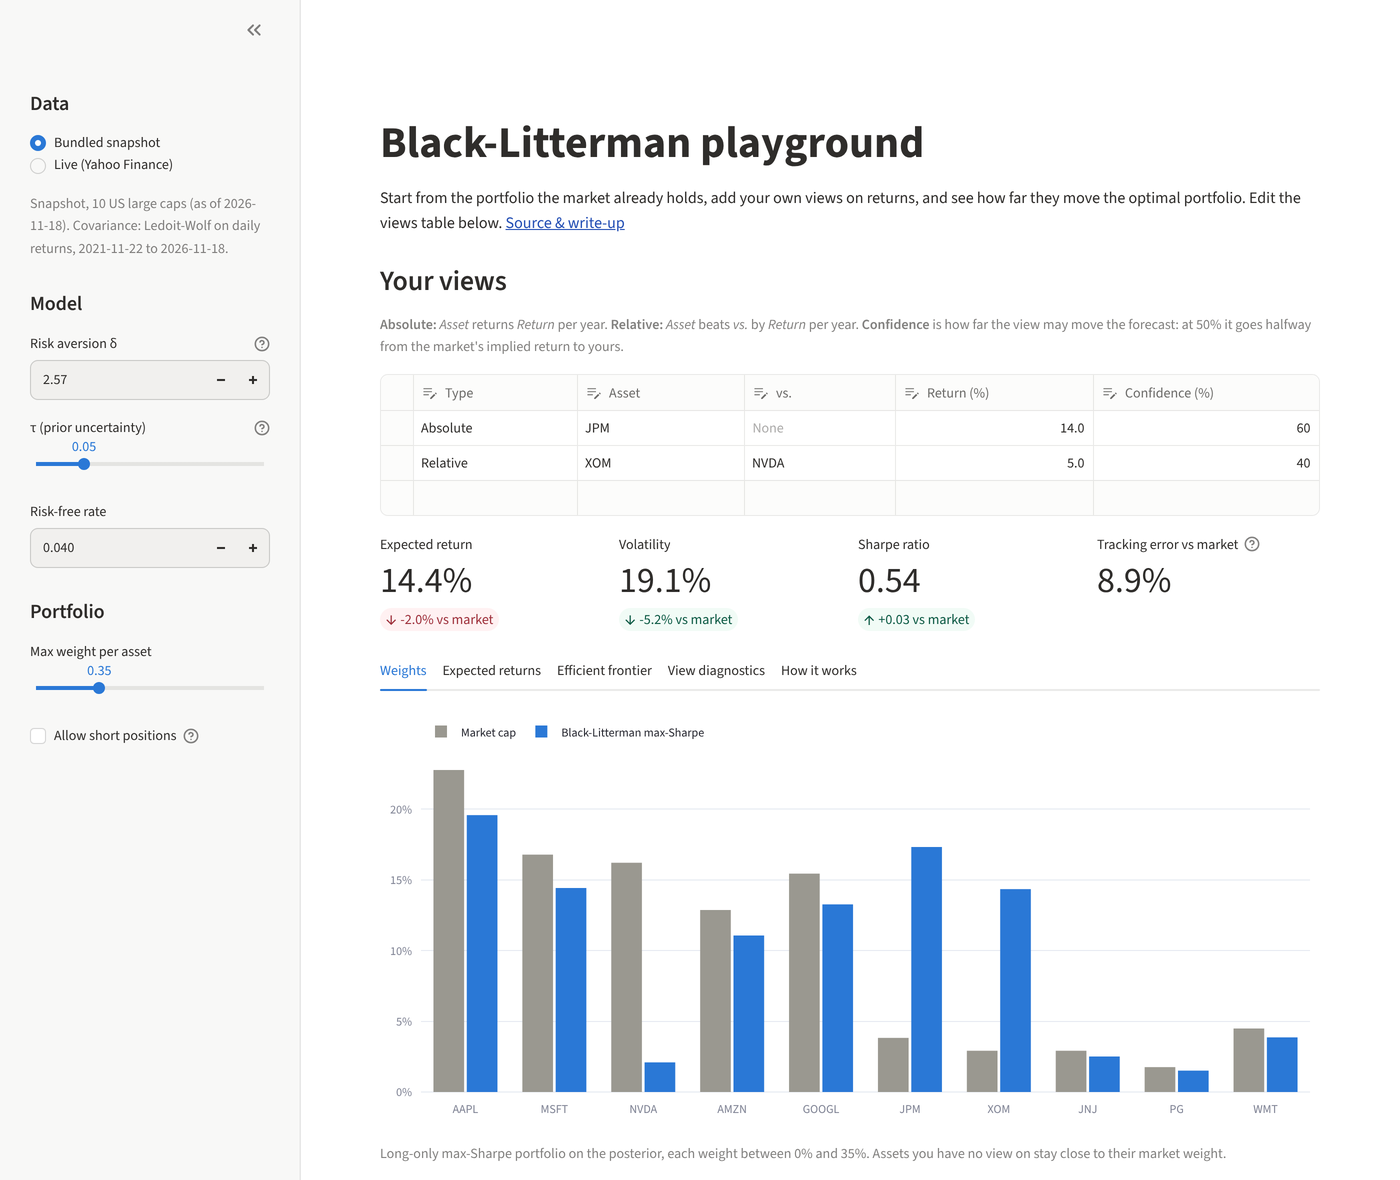 Data
Bundled snapshot
Live (Yahoo Finance)
Snapshot, 10 US large caps (as of 2026-
11-18). Covariance: Ledoit-Wolf on daily
returns, 2021-11-22 to 2026-11-18.
Model
Risk aversion δ
2.57
τ (prior uncertainty)
0.05
Risk-free rate
0.040
Portfolio
Max weight per asset
0.35
Allow short positions
Black-Litterman playground
Start from the portfolio the market already holds, add your own views on returns, and see how far they move the optimal portfolio. Edit the
views table below. Source & write-up
Your views
Absolute: Asset returns Return per year. Relative: Asset beats vs. by Return per year. Confidence is how far the view may move the forecast: at 50% it goes halfway
from the market's implied return to yours.
Type Asset vs. Return (%) Confidence (%)
Absolute JPM None 14.0 60
Relative XOM NVDA 5.0 40
Expected return Volatility Sharpe ratio Tracking error vs market
14.4% 19.1% 0.54 8.9%
↓ -2.0% vs market ↓ -5.2% vs market ↑ +0.03 vs market
Weights Expected returns Efficient frontier View diagnostics How it works
Market cap Black-Litterman max-Sharpe
20%
15%
10%
5%
0%
AAPL MSFT NVDA AMZN GOOGL JPM XOM JNJ PG WMT
Long-only max-Sharpe portfolio on the posterior, each weight between 0% and 35%. Assets you have no view on stay close to their market weight.